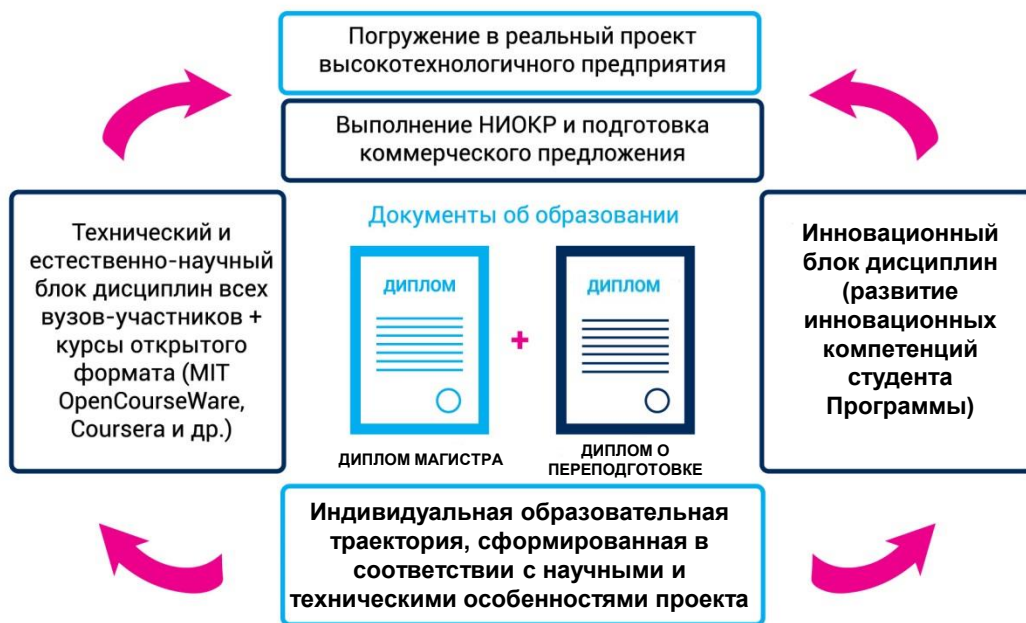 Погружение в реальный проект
высокотехнологичного предприятия
Выполнение НИОКР и подготовка
коммерческого предложения
Технический и
естественно-научный
блок дисциплин всех
вузов-участников +
курсы открытого
формата (MIT
OpenCourseWare,
Coursera и др.)
Документы об образовании
ДИПЛОМ
+
ДИПЛОМ
ДИПЛОМ МАГИСТРА
ДИПЛОМ О
ПЕРЕПОДГОТОВКЕ
Инновационный
блок дисциплин
(развитие
инновационных
компетенций
студента
Программы)
Индивидуальная образовательная
траектория, сформированная в
соответствии с научными и
техническими особенностями проекта